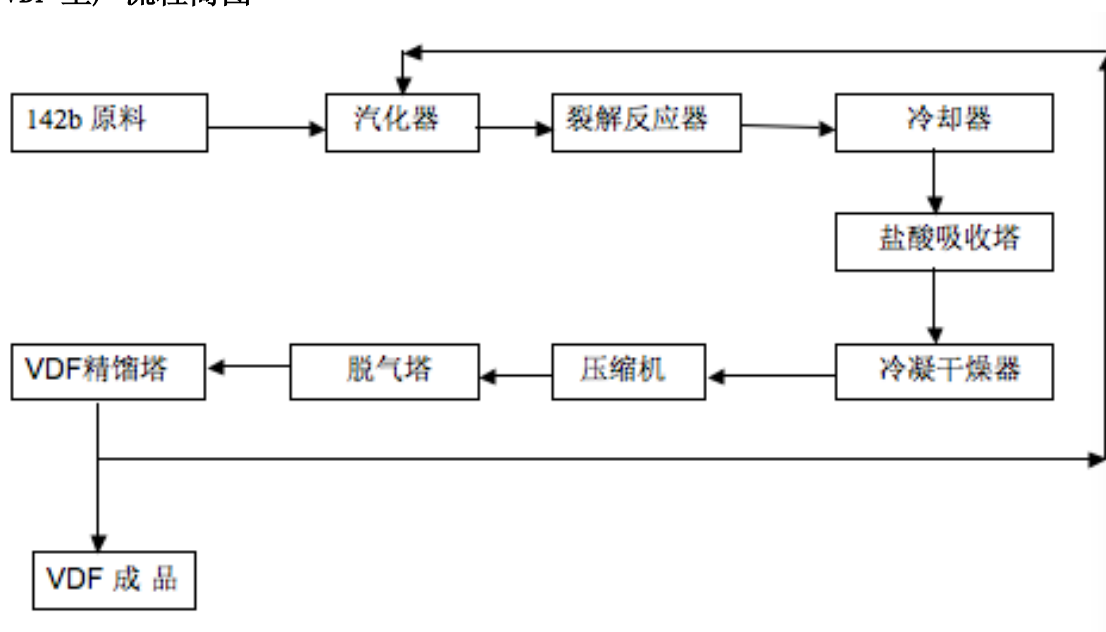 142b 原料
汽化器
裂解反应器
冷却器
盐酸吸收塔
VDF精馏塔
脱气塔
压缩机
冷凝干燥器
VDF 成 品